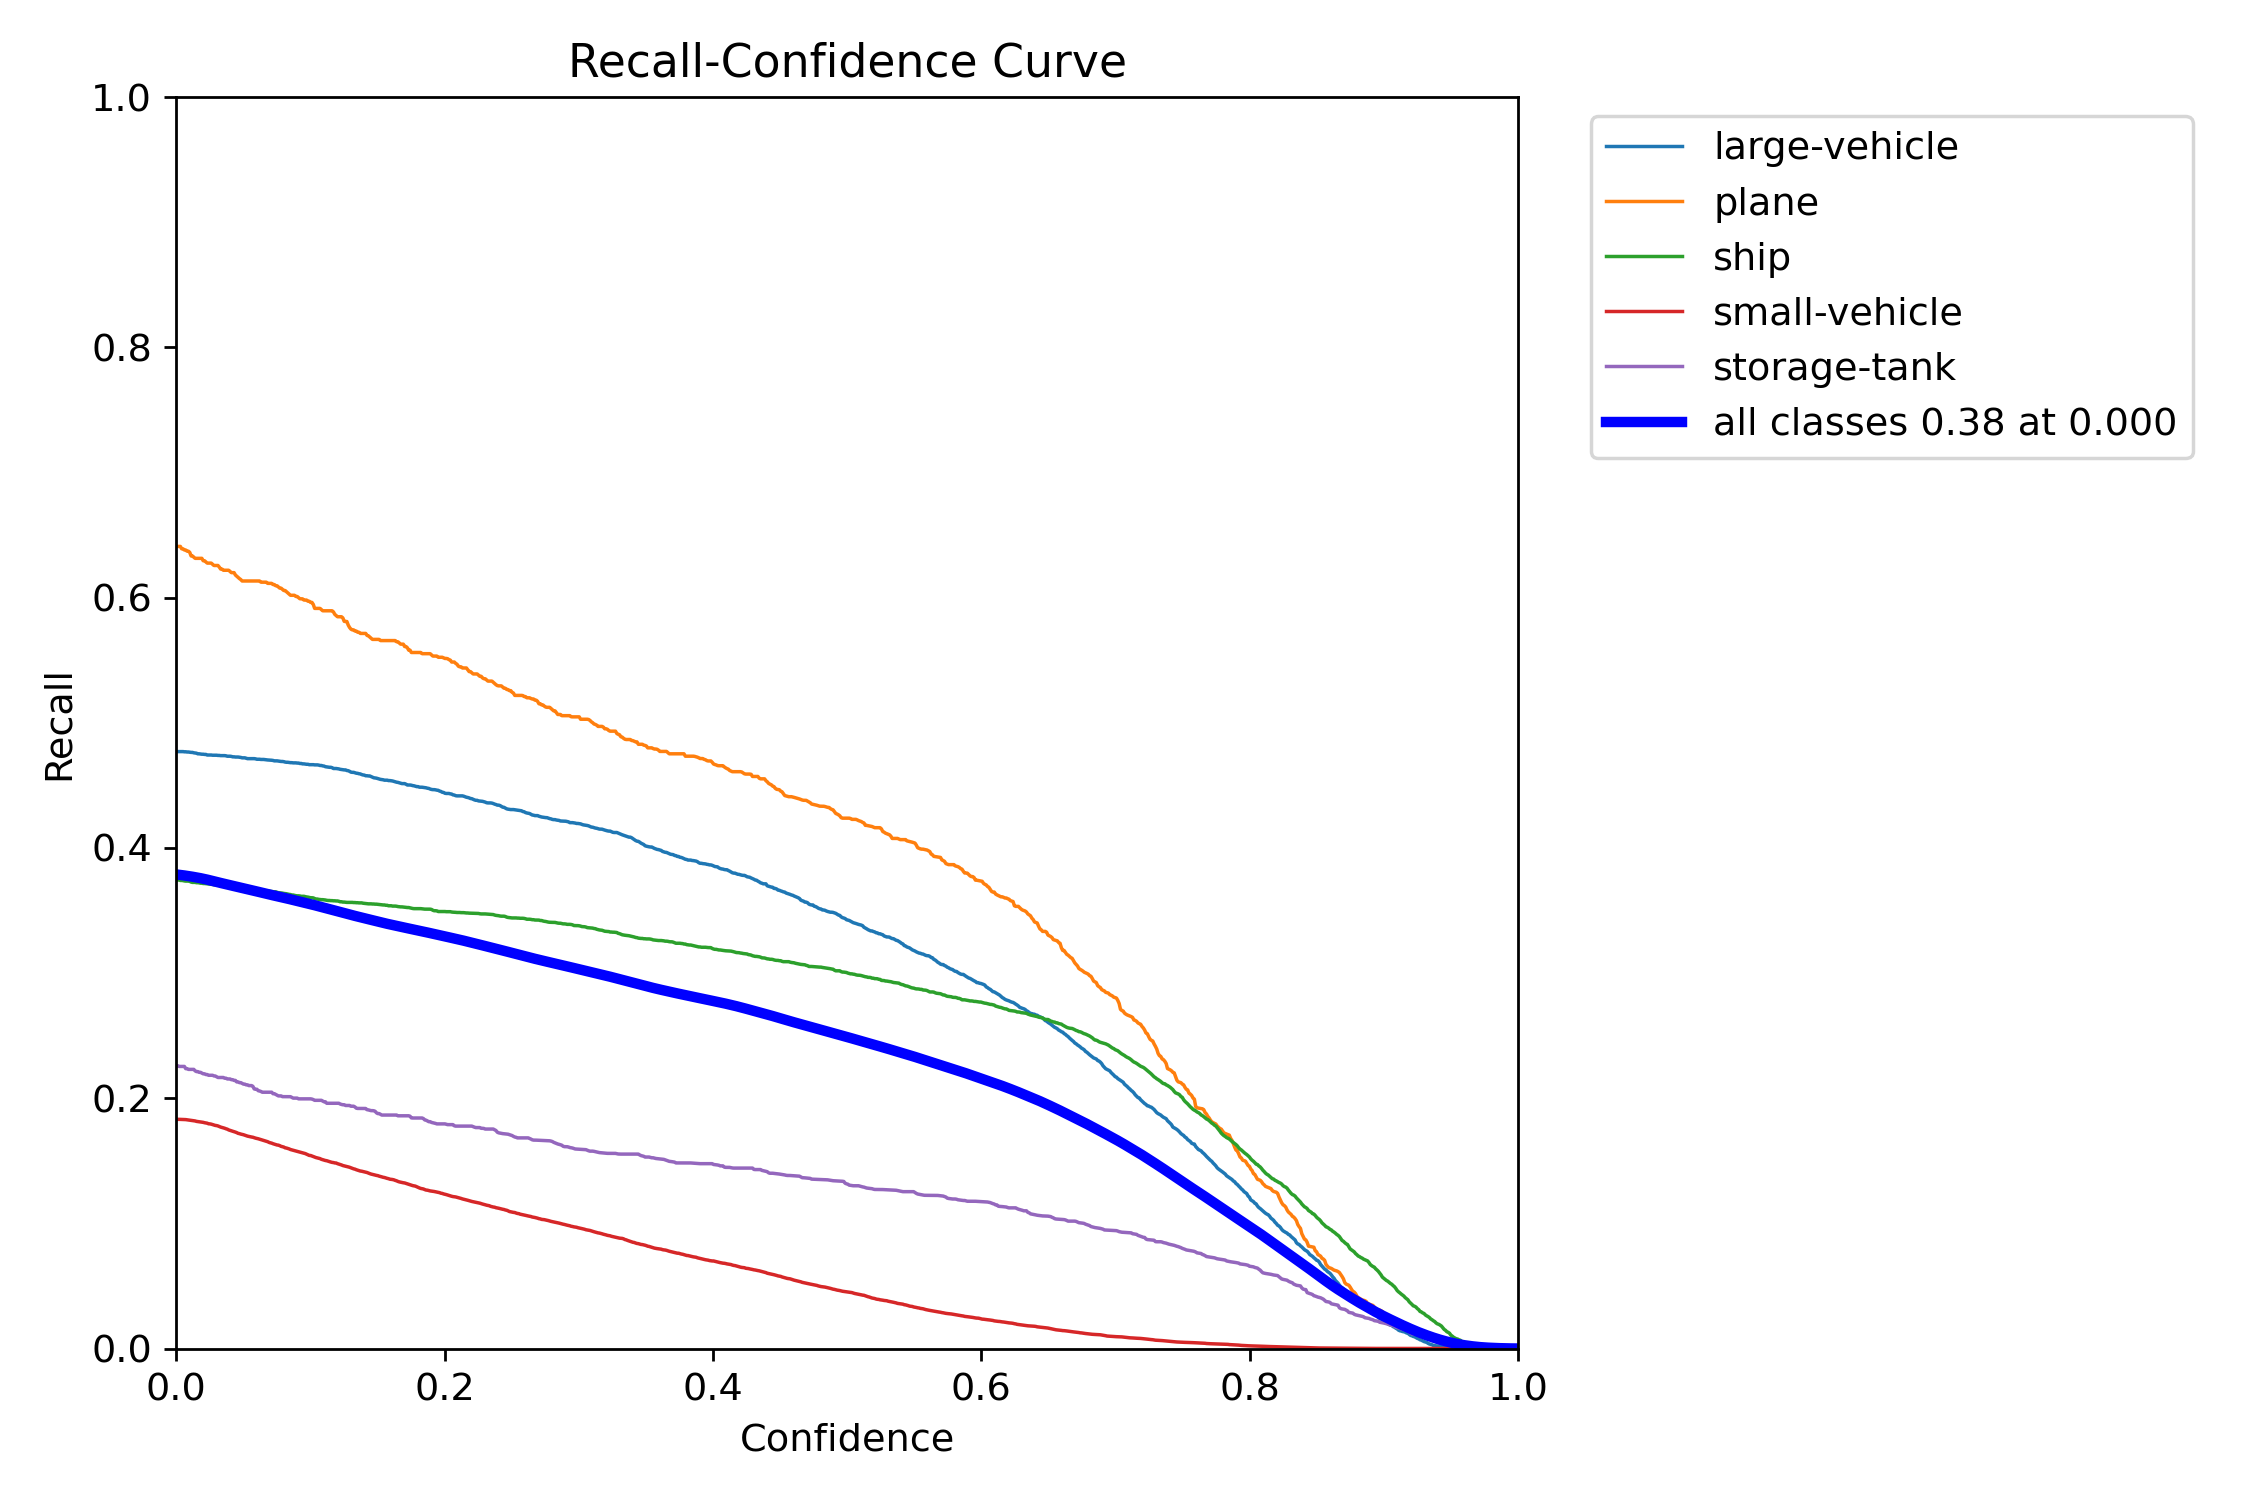 Recall-Confidence Curve
1.0
0.8
0.6
0.4
0.2
0.0
Recall
0.0 0.2 0.4 0.6 0.8 1.0
Confidence
large-vehicle
plane
ship
small-vehicle
storage-tank
all classes 0.38 at 0.000